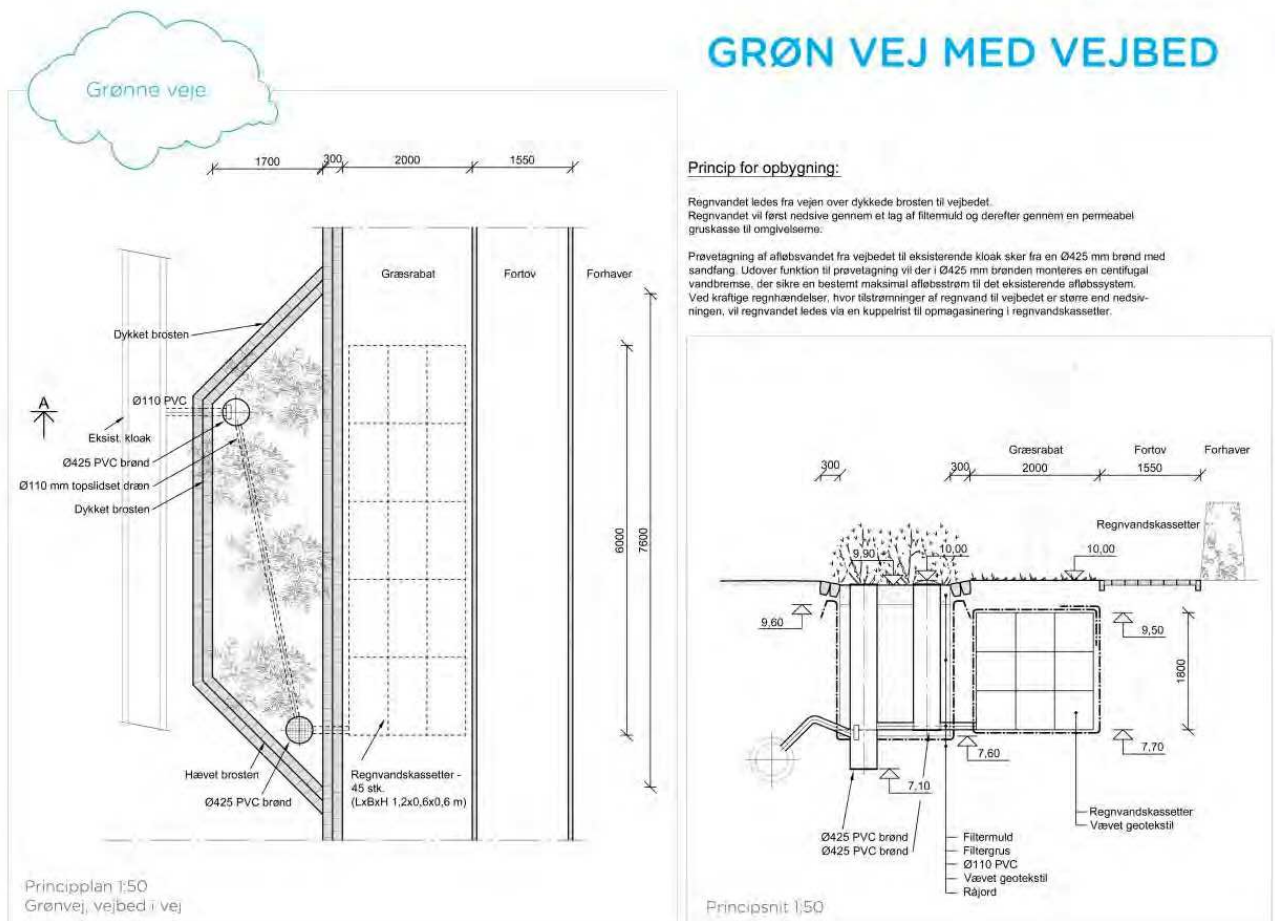 GRØN VEJ MED VEJBED
Grønne veje
1700
300
2000
1550
Græsrabat
Fortov
Forhaver
Dykket brosten
A
Ø110 PVC
Eksist. kloak
Ø425 PVC brønd
Ø110 mm topslidset dræn
Dykket brosten
6000
7600
Hævet brosten
Ø425 PVC brønd
Regnvandskassetter -
45 stk.
(LxBxH 1,2x0,6x0,6 m)
Principplan 1:50
Grønvej, vejbed i vej
Princip for opbygning:
Regnvandet ledes fra vejen over dykkede brosten til vejbedet.
Regnvandet vil først nedsive gennem et lag af filtermuld og derefter gennem en permeabel
gruskasse til omgivelserne.
Prøvetagning af afløbsvandet fra vejbedet til eksisterende kloak sker fra en Ø425 mm brønd med
sandfang. Udover funktion til prøvetagning vil der i Ø425 mm brønden monteres en centifugal
vandbremse, der sikre en bestemt maksimal afløbsstrøm til det eksisterende afløbssystem.
Ved kraftige regnhændelser, hvor tilstrømninger af regnvand til vejbedet er større end nedsiv-
ningen, vil regnvandet ledes via en kuppelrist til opmagasinering i regnvandskassetter.
Græsrabat
Fortov
Forhaver
300
300
2000
1550
Regnvandskassetter
9,90
10,00
10,00
9,60
9,50
1800
7,60
7,70
7,10
Regnvandskassetter
Vævet geotekstil
Ø425 PVC brønd
Ø425 PVC brønd
Filtermuld
Filtergrus
Ø110 PVC
Vævet geotekstil
Råjord
Principsnit 1:50